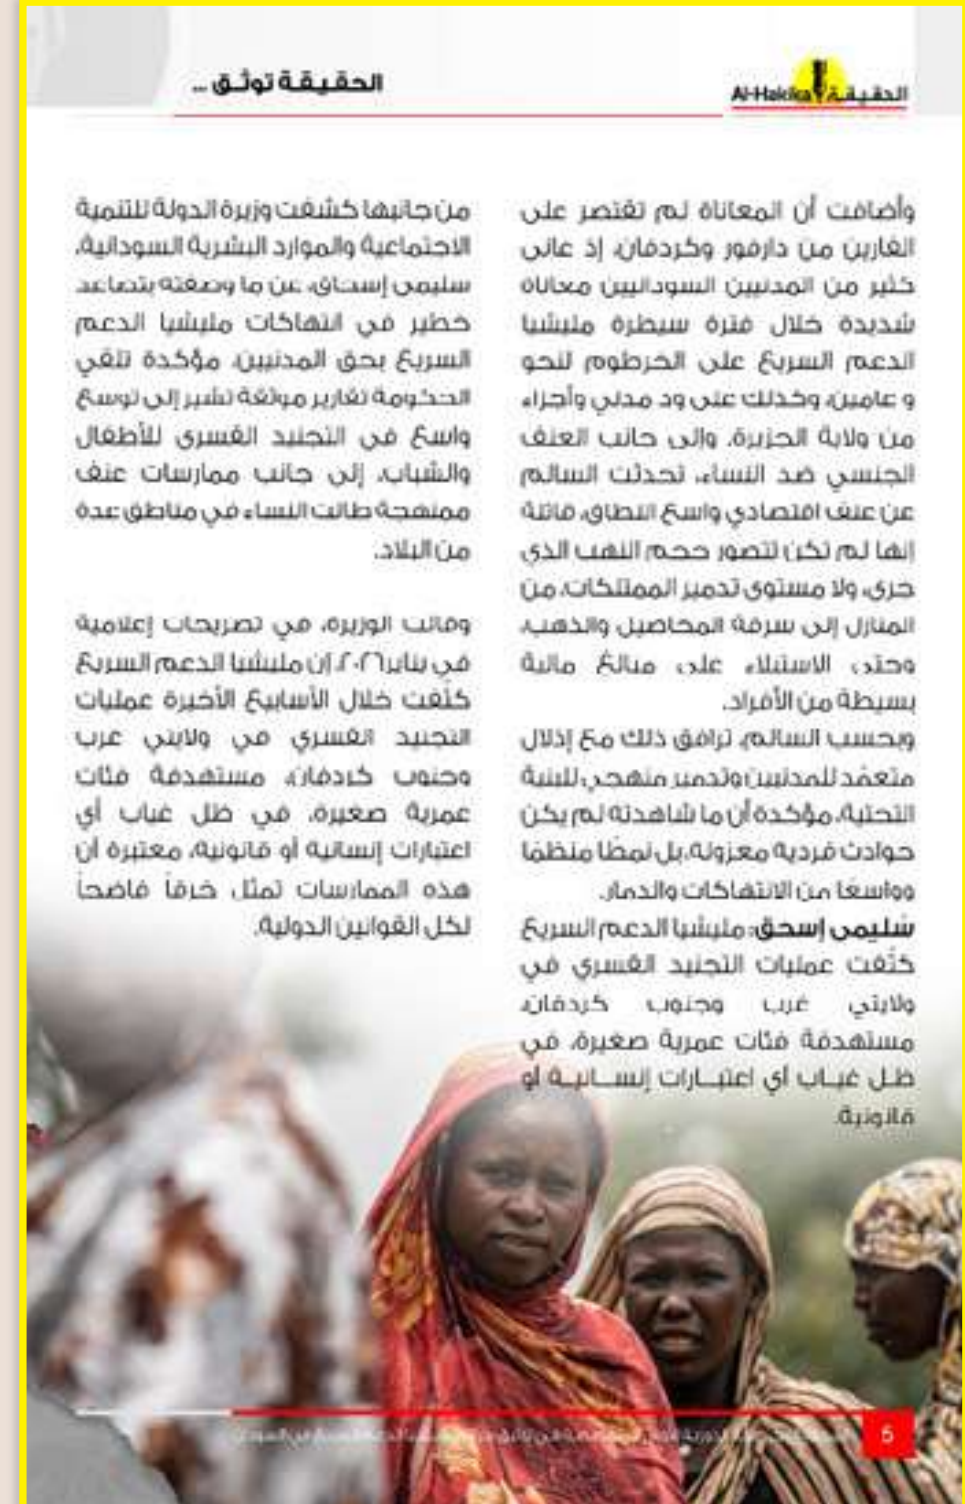 الحقيقة Al-Hakika
الحقيقة توثّق ...
وأضافت أن المعاناة لم تقتصر على
الفارين من دارفور وكردفان، إذ عانى
كثير من المدنيين السودانيين معاناة
شديدة خلال فترة سيطرة مليشيا
الدعم السريع على الخرطوم لنحو
و عامين، وكذلك على ود مدني وأجزاء
من ولاية الجزيرة. وإلى جانب العنف
الجنسي ضد النساء، تحدثت السالم
عن عنف اقتصادي واسع النطاق، قائلة
إنها لم تكن تتصور حجم النهب الذي
جرى، ولا مستوى تدمير الممتلكات، من
المنازل إلى سرقة المحاصيل والذهب،
وحتى الاستيلاء على مبالغ مالية
بسيطة من الأفراد.
وبحسب السالم، ترافق ذلك مع إذلال
متعمّد للمدنيين وتدمير منهجي للبنية
التحتية، مؤكدة أن ما شاهدته لم يكن
حوادث فردية معزولة، بل نمطًا منظمًا
وواسعًا من الانتهاكات والدمار.
سُليمى إسحق: مليشيا الدعم السريع
كثّفت عمليات التجنيد القسري في
ولايتي غرب وجنوب كردفان،
مستهدفة فئات عمرية صغيرة، في
ظل غياب أي اعتبارات إنسانية أو
قانونية.
من جانبها كشفت وزيرة الدولة للتنمية
الاجتماعية والموارد البشرية السودانية،
سليمى إسحاق، عن ما وصفته بتصاعد
خطير في انتهاكات مليشيا الدعم
السريع بحق المدنيين، مؤكدة تلقي
الحكومة تقارير موثقة تشير إلى توسع
واسع في التجنيد القسري للأطفال
والشباب، إلى جانب ممارسات عنف
ممنهجة طالت النساء في مناطق عدة
من البلاد.
وقالت الوزيرة، في تصريحات إعلامية
في يناير ٢٠٢٦، إن مليشيا الدعم السريع
كثّفت خلال الأسابيع الأخيرة عمليات
التجنيد القسري في ولايتي غرب
وجنوب كردفان، مستهدفة فئات
عمرية صغيرة، في ظل غياب أي
اعتبارات إنسانية أو قانونية، معتبرة أن
هذه الممارسات تمثل خرقاً فاضحاً
لكل القوانين الدولية.
5